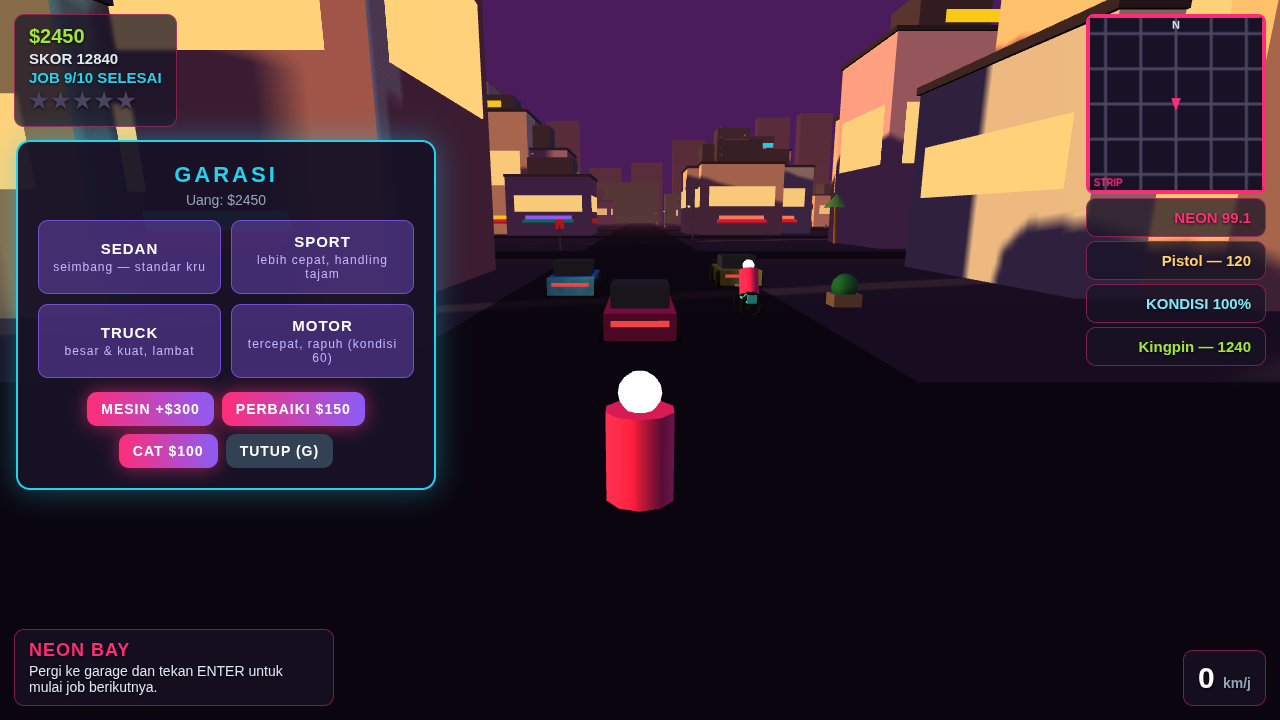 $2450
SKOR 12840
JOB 9/10 SELESAI
★★★★★
GARASI
Uang: $2450
SEDAN
seimbang — standar kru
SPORT
lebih cepat, handling
tajam
TRUCK
besar & kuat, lambat
MOTOR
tercepat, rapuh (kondisi
60)
MESIN +$300
PERBAIKI $150
CAT $100
TUTUP (G)
N
STRIP
NEON 99.1
Pistol — 120
KONDISI 100%
Kingpin — 1240
NEON BAY
Pergi ke garage dan tekan ENTER untuk
mulai job berikutnya.
0 km/j